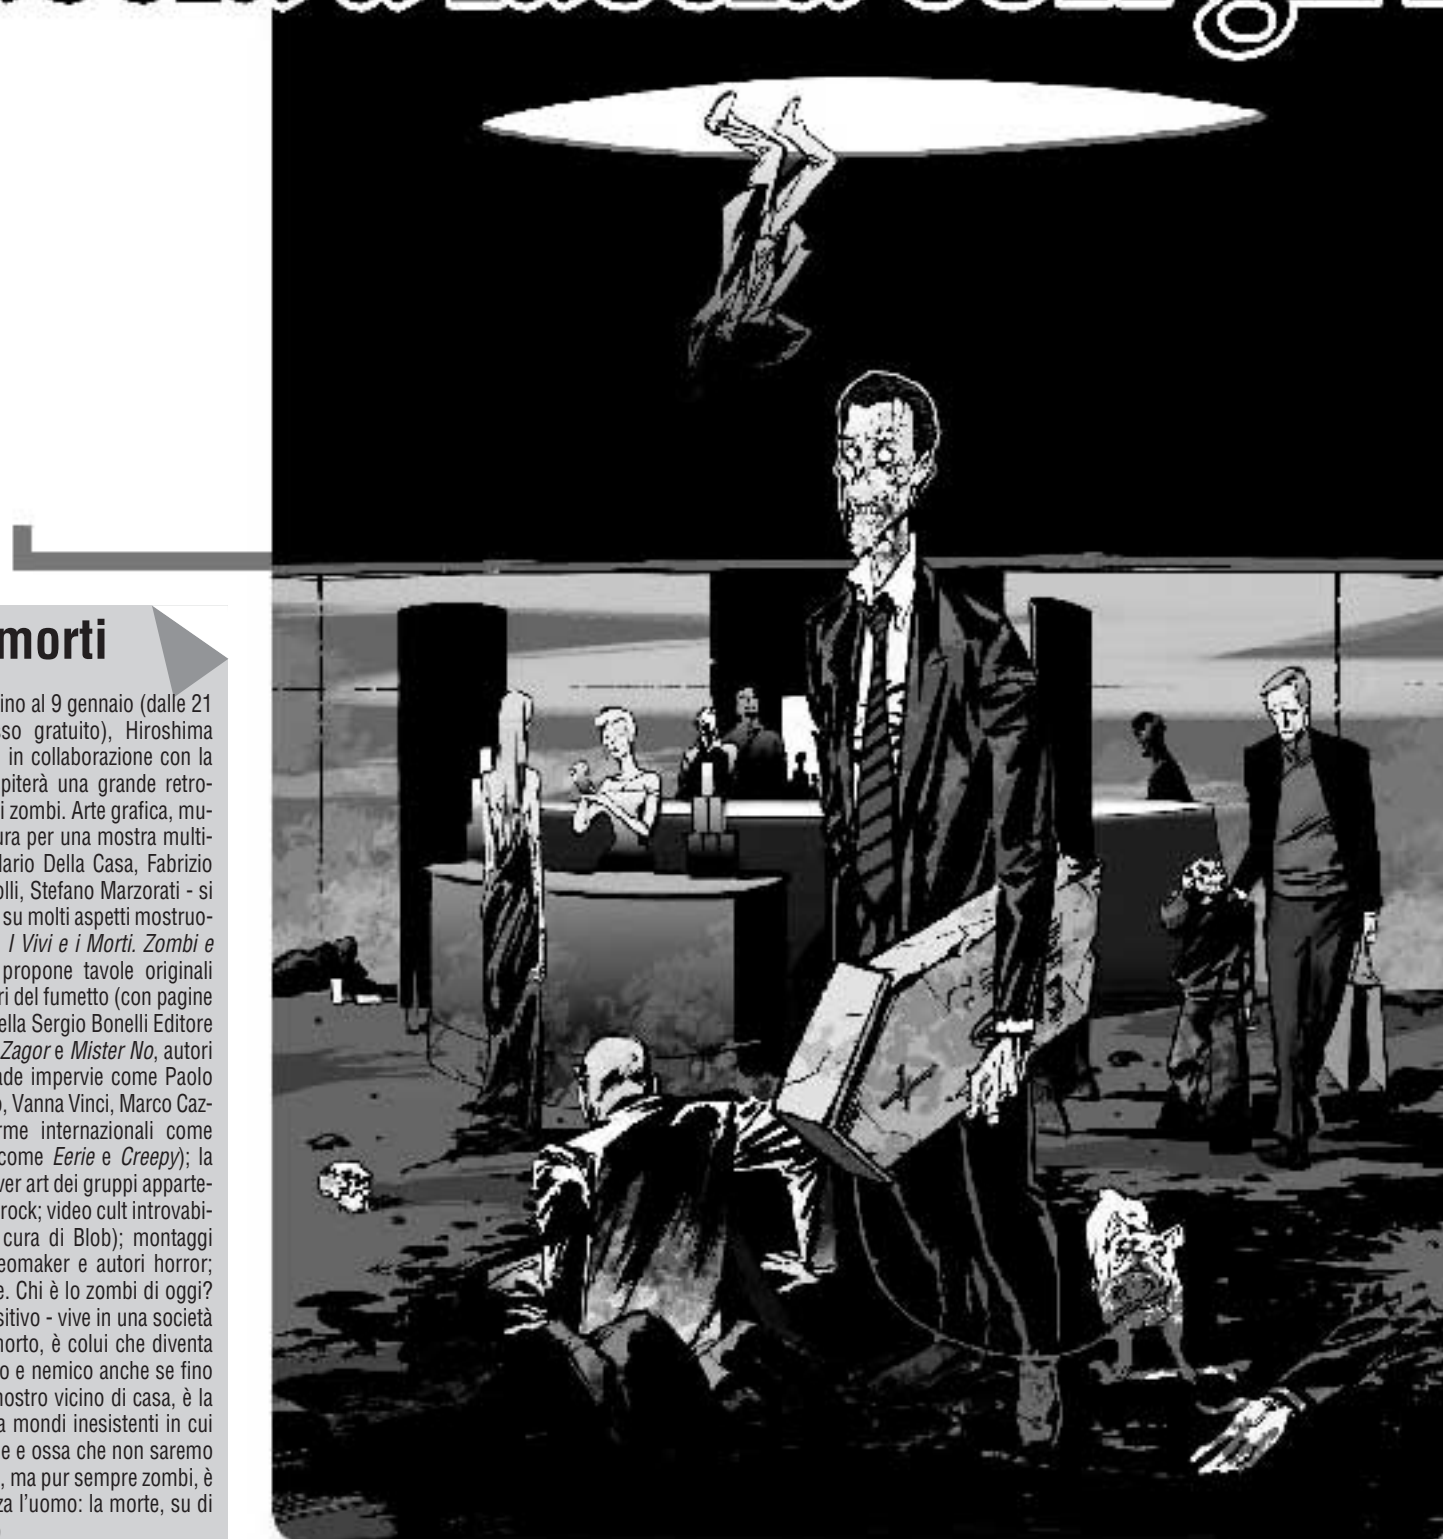 morti
ino al 9 gennaio (dalle 21
sso gratuito), Hiroshima
in collaborazione con la
piterà una grande retro-
i zombi. Arte grafica, mu-
ura per una mostra multi-
Mario Della Casa, Fabrizio
olli, Stefano Marzorati - si
su molti aspetti mostruo-
I Vivi e i Morti. Zombi e
propone tavole originali
ri del fumetto (con pagine
ella Sergio Bonelli Editore
Zagor e Mister No, autori
ade impervie come Paolo
o, Vanna Vinci, Marco Caz-
rme internazionali come
come Eerie e Creepy); la
ver art dei gruppi apparte-
rock; video cult introvabi-
cura di Blob); montaggi
eomaker e autori horror;
e. Chi è lo zombi di oggi?
sitivo - vive in una società
morto, è colui che diventa
o e nemico anche se fino
nostro vicino di casa, è la
a mondi inesistenti in cui
e e ossa che non saremo
, ma pur sempre zombi, è
za l'uomo: la morte, su di